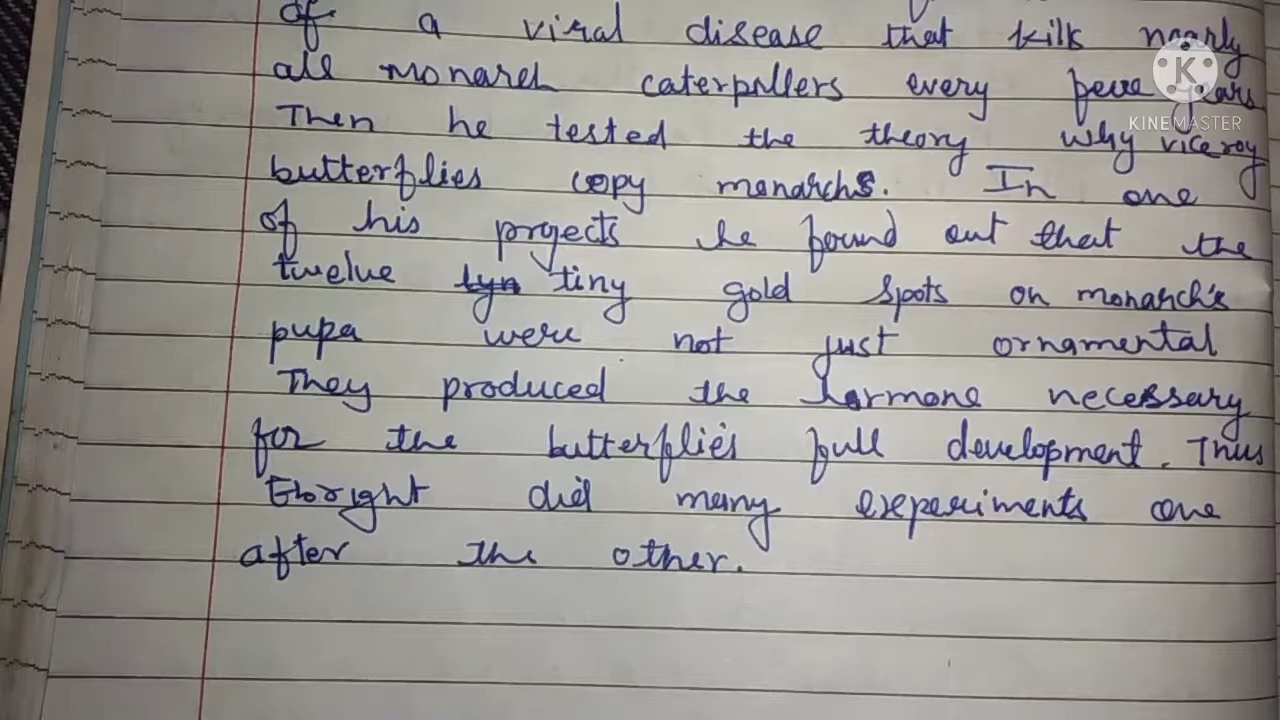 of a viral disease that kills nearly
all monarch caterpillers every few years
Then he tested the theory why viceroy
butterflies copy monarchs. In one
of his projects he found out that the
twelve tiny gold spots on monarch's
pupa were not just ornamental
They produced the hormone necessary
for the butterflies full development. Thus
Ebright did many experiments one
after the other.
K
KINEMASTER